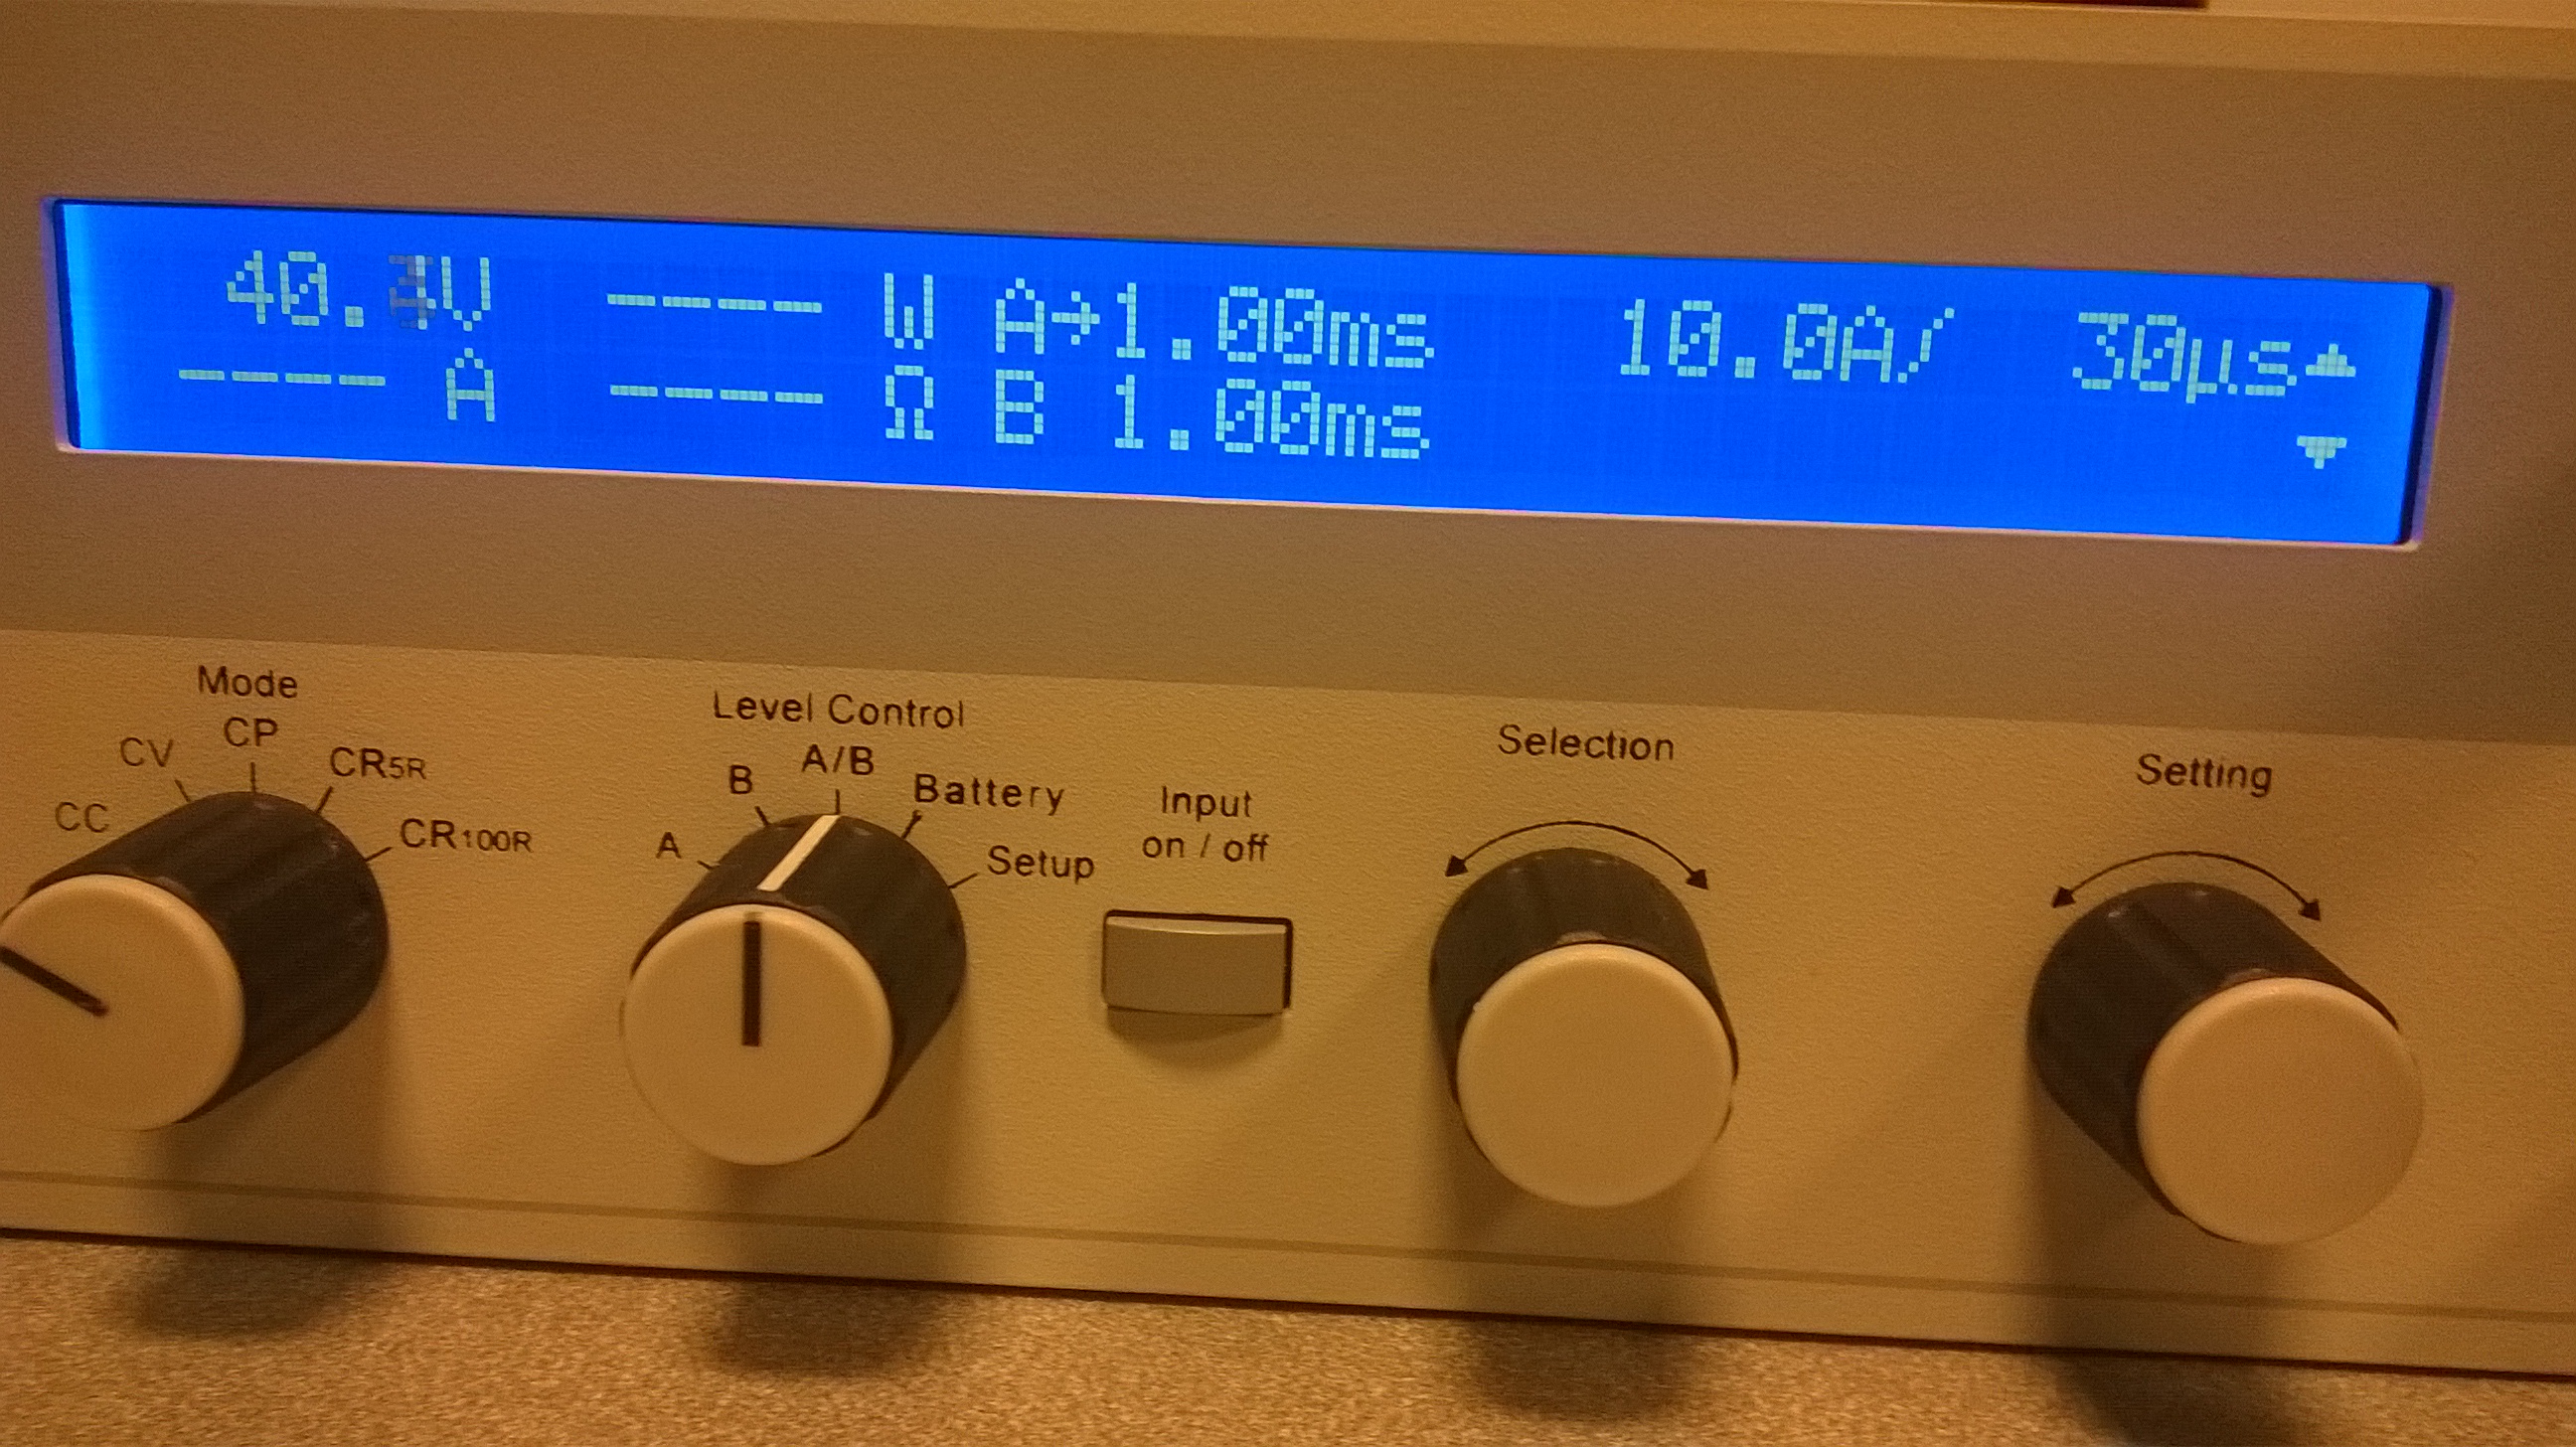 40. V ---- W A→1.00ms 10.0A/ 30µs▲
---- A ---- Ω B 1.00ms ▼
Mode
CC CV CP CR5R CR100R
Level Control
A B A/B Battery Setup
Input
on / off
Selection
Setting